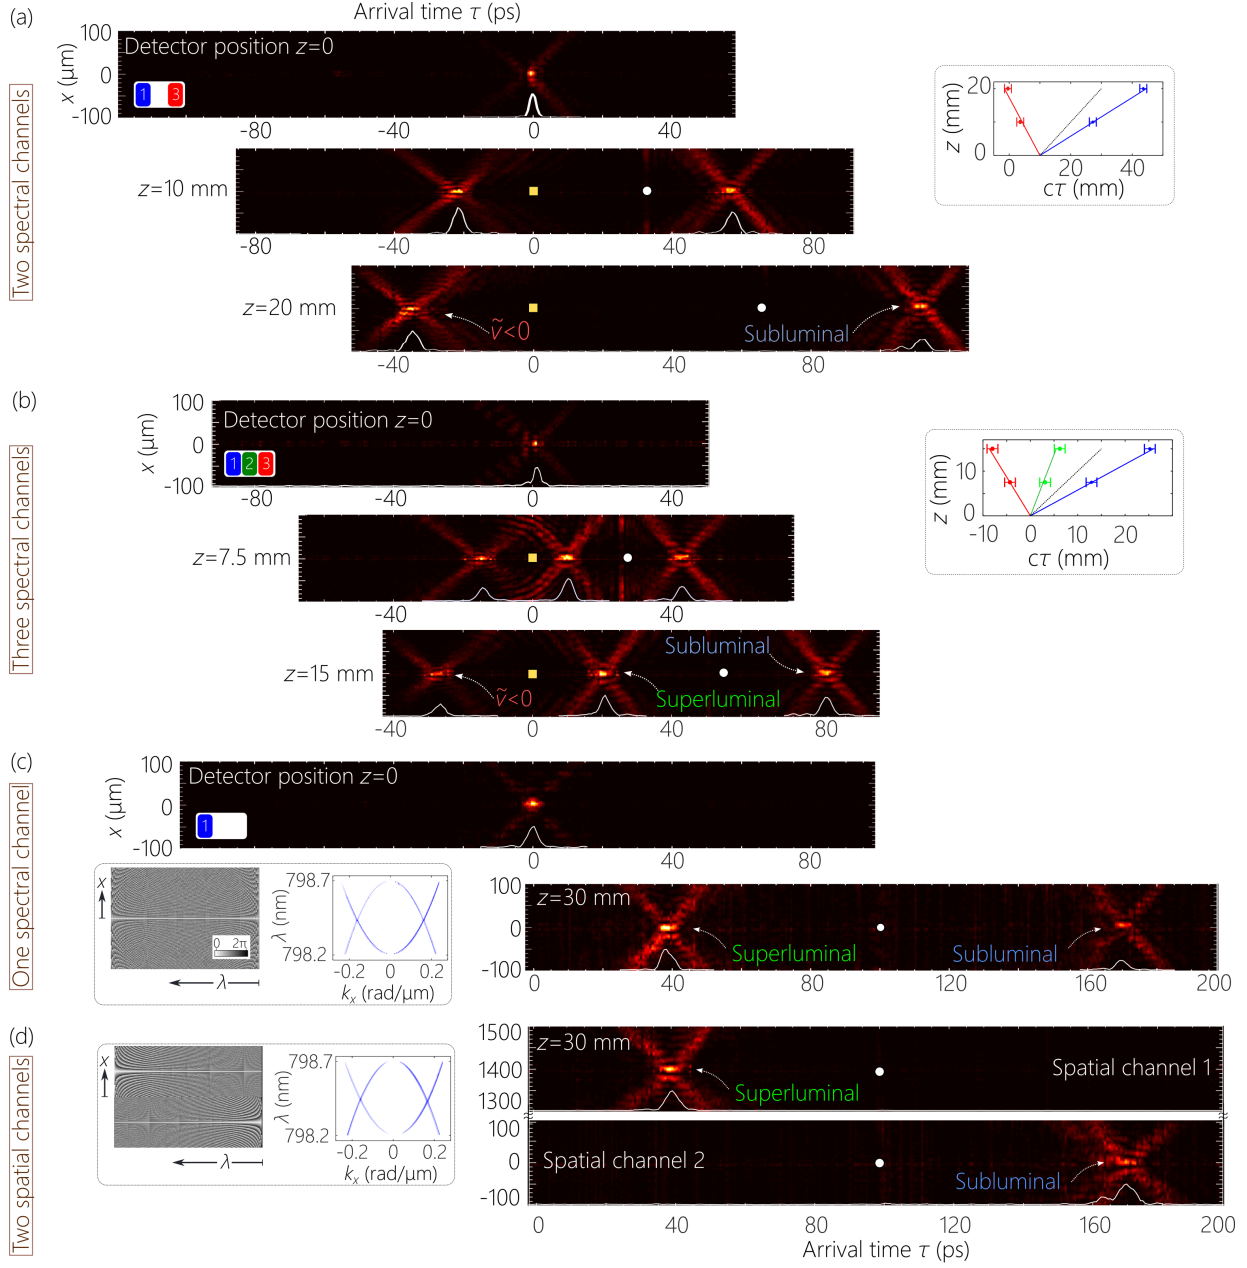 (a)
Arrival time τ (ps)
Two spectral channels
Detector position z=0
x (μm)
100
0
-100
1 3
-80 -40 0 40
z=10 mm
-80 -40 0 40 80
z=20 mm
ṽ<0
Subluminal
-40 0 40 80
z (mm)
20
0
0 20 40
cτ (mm)
(b)
Three spectral channels
Detector position z=0
x (μm)
100
0
-100
1 2 3
-80 -40 0 40
z=7.5 mm
-40 0 40
z=15 mm
ṽ<0
Superluminal
Subluminal
-40 0 40 80
z (mm)
10
0
-10 0 10 20
cτ (mm)
(c)
One spectral channel
Detector position z=0
x (μm)
100
0
-100
1
0 40 80
x
0 2π
λ
798.7
798.2
λ (nm)
-0.2 0 0.2
kx (rad/μm)
z=30 mm
100
0
-100
Superluminal
Subluminal
0 40 80 120 160 200
(d)
Two spatial channels
x
λ
798.7
798.2
λ (nm)
-0.2 0 0.2
kx (rad/μm)
z=30 mm
1500
1400
1300
Superluminal
Spatial channel 1
Spatial channel 2
100
0
-100
Subluminal
0 40 80 120 160 200
Arrival time τ (ps)